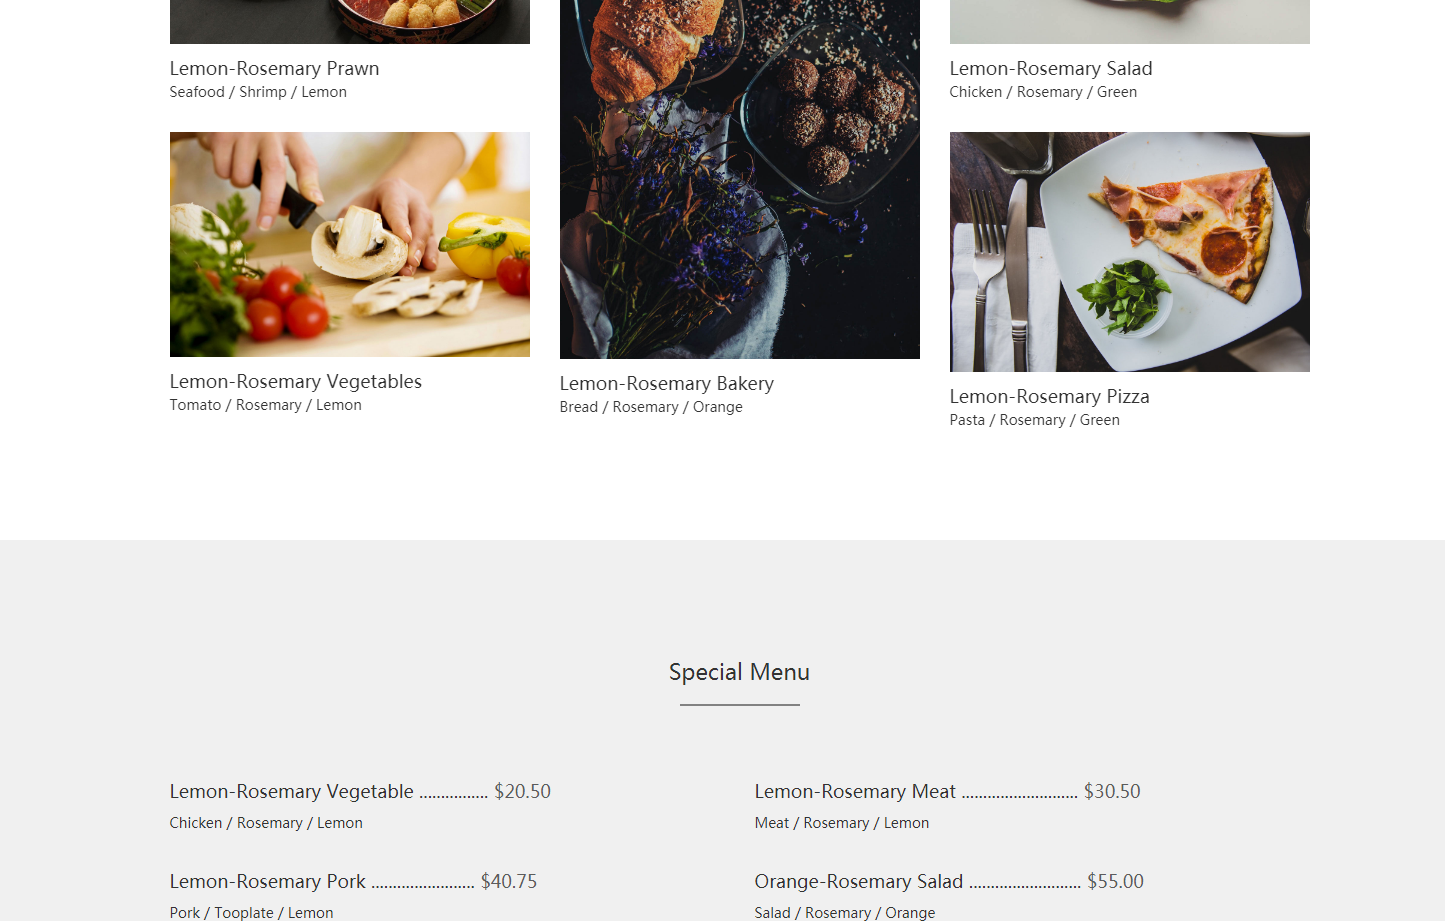 Lemon-Rosemary Prawn
Seafood / Shrimp / Lemon
Lemon-Rosemary Salad
Chicken / Rosemary / Green
Lemon-Rosemary Vegetables
Tomato / Rosemary / Lemon
Lemon-Rosemary Bakery
Bread / Rosemary / Orange
Lemon-Rosemary Pizza
Pasta / Rosemary / Green
Special Menu
Lemon-Rosemary Vegetable ................ $20.50
Chicken / Rosemary / Lemon
Lemon-Rosemary Meat ........................... $30.50
Meat / Rosemary / Lemon
Lemon-Rosemary Pork ........................ $40.75
Pork / Tooplate / Lemon
Orange-Rosemary Salad .......................... $55.00
Salad / Rosemary / Orange